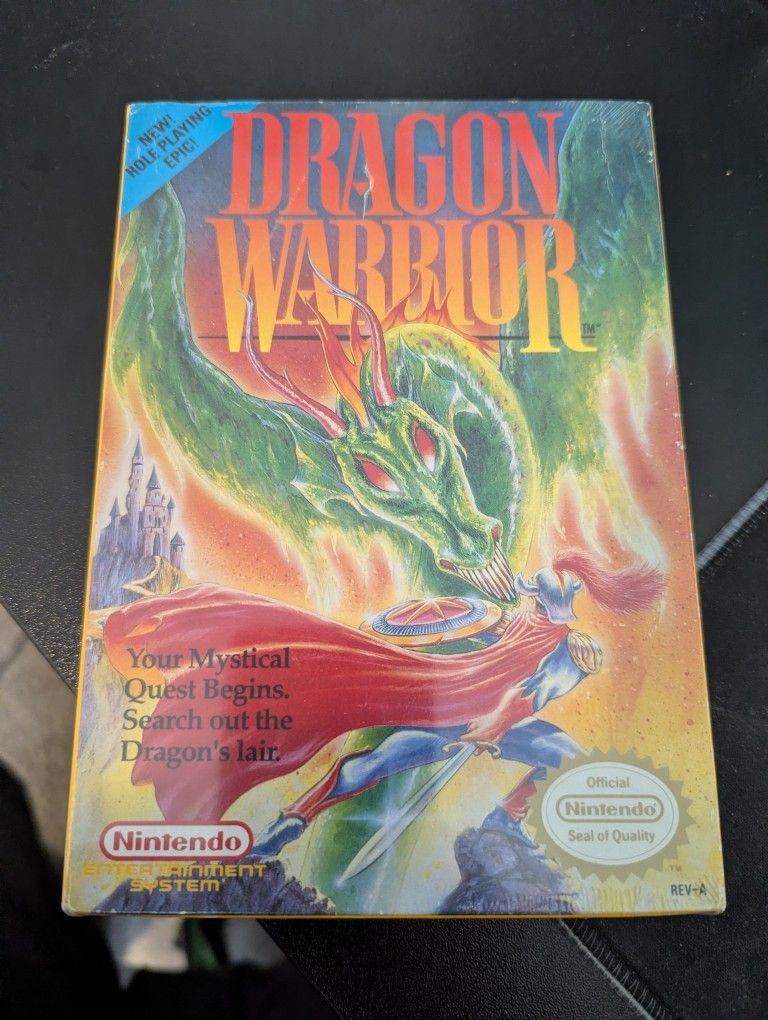 NEW!
ROLE PLAYING
EPIC!
DRAGON
WARRIOR
TM
Your Mystical
Quest Begins.
Search out the
Dragon's lair.
Nintendo
ENTERTAINMENT
SYSTEM
Official
Nintendo
Seal of Quality
TM
REV-A